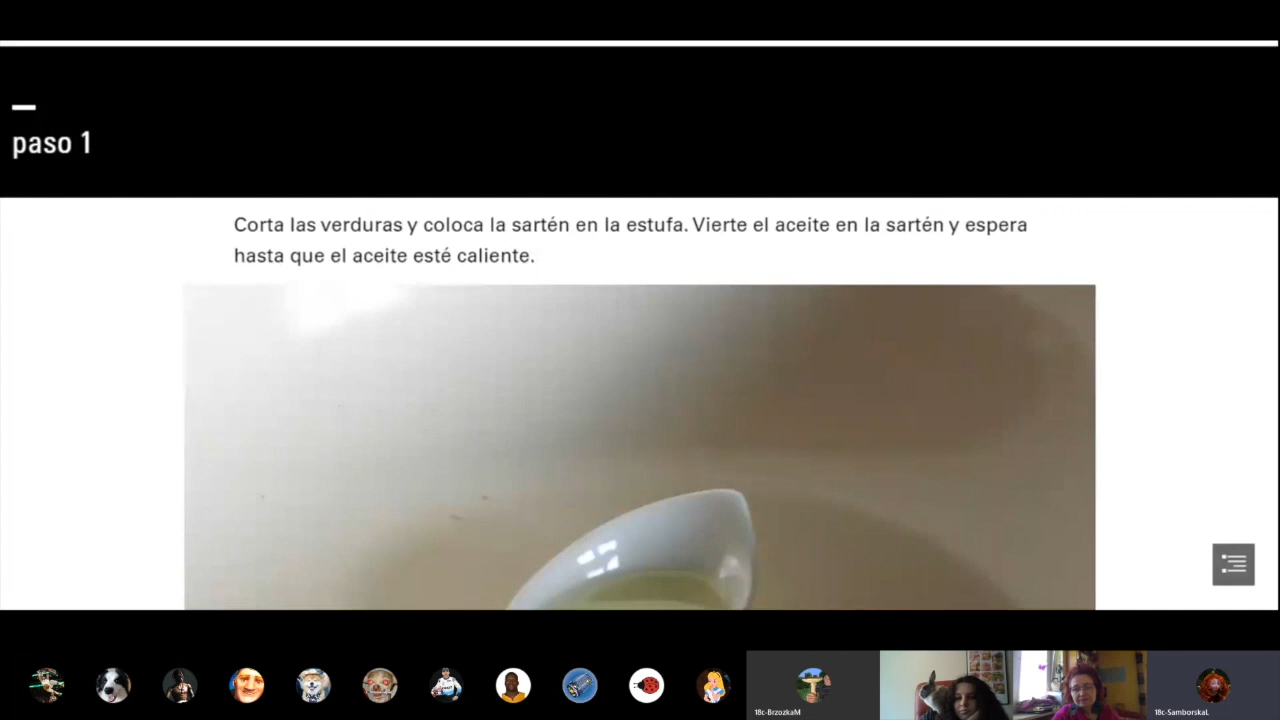 paso 1
Corta las verduras y coloca la sartén en la estufa. Vierte el aceite en la sartén y espera
hasta que el aceite esté caliente.
18c-BrzozkaM
18c-SamborskaL